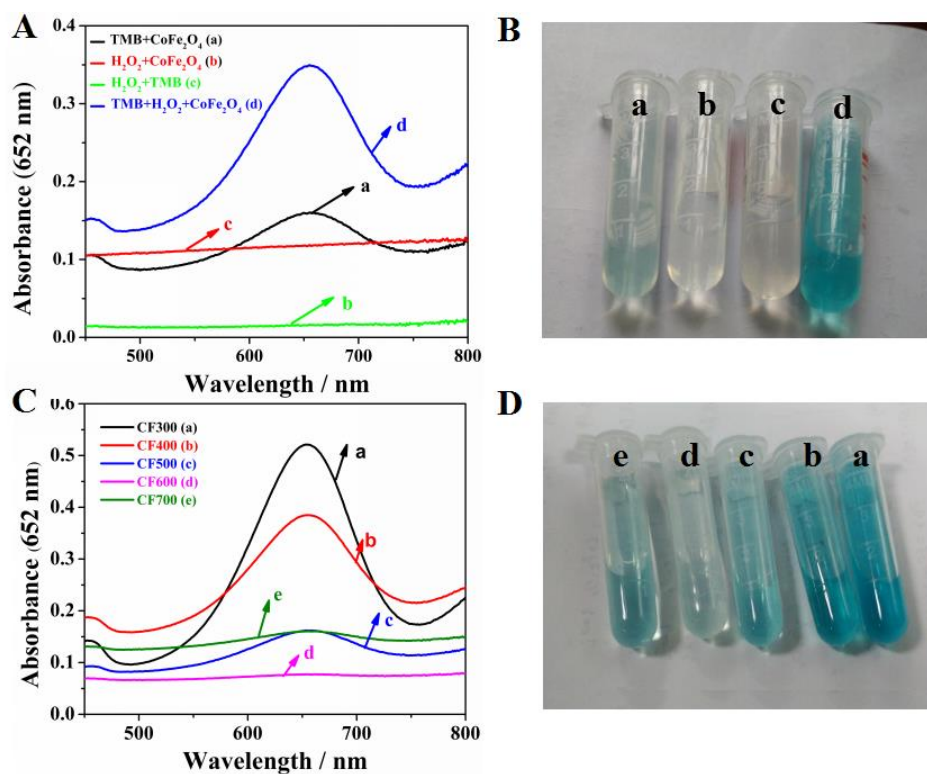 A
TMB+CoFe₂O₄ (a)
H₂O₂+CoFe₂O₄ (b)
H₂O₂+TMB (c)
TMB+H₂O₂+CoFe₂O₄ (d)
d
a
c
b
0.4
0.3
0.2
0.1
0.0
500
600
700
800
Absorbance (652 nm)
Wavelength / nm
B
a
b
c
d
C
CF300 (a)
CF400 (b)
CF500 (c)
CF600 (d)
CF700 (e)
a
b
e
c
d
0.6
0.5
0.4
0.3
0.2
0.1
0.0
500
600
700
800
Absorbance (652 nm)
Wavelength / nm
D
e
d
c
b
a